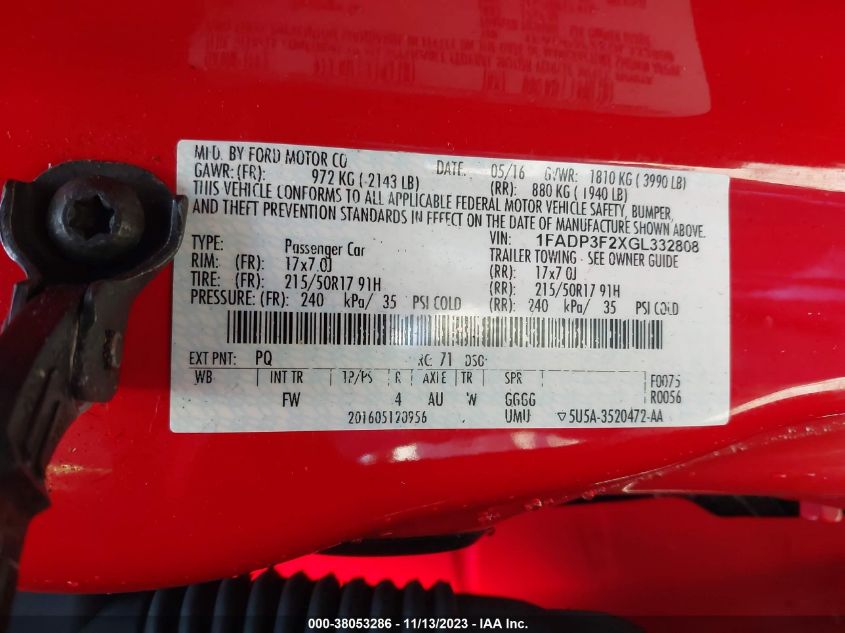 MFD. BY FORD MOTOR CO
DATE: 05/16 GVWR: 1810 KG ( 3990 LB)
GAWR: (FR): 972 KG ( 2143 LB) (RR): 880 KG ( 1940 LB)
THIS VEHICLE CONFORMS TO ALL APPLICABLE FEDERAL MOTOR VEHICLE SAFETY, BUMPER,
AND THEFT PREVENTION STANDARDS IN EFFECT ON THE DATE OF MANUFACTURE SHOWN ABOVE.
VIN: 1FADP3F2XGL332808
TYPE: Passenger Car TRAILER TOWING - SEE OWNER GUIDE
RIM: (FR): 17x7.0J (RR): 17x7.0J
TIRE: (FR): 215/50R17 91H (RR): 215/50R17 91H
PRESSURE: (FR): 240 kPa/ 35 PSI COLD (RR): 240 kPa/ 35 PSI COLD
EXT PNT: PQ RC: 71 DSO:
WB INT TR TP/PS R AXLE TR SPR F0075
FW 4 AU W GGGG R0056
201605120956 UMU ▽5U5A-3520472-AA
000-38053286 - 11/13/2023 - IAA Inc.